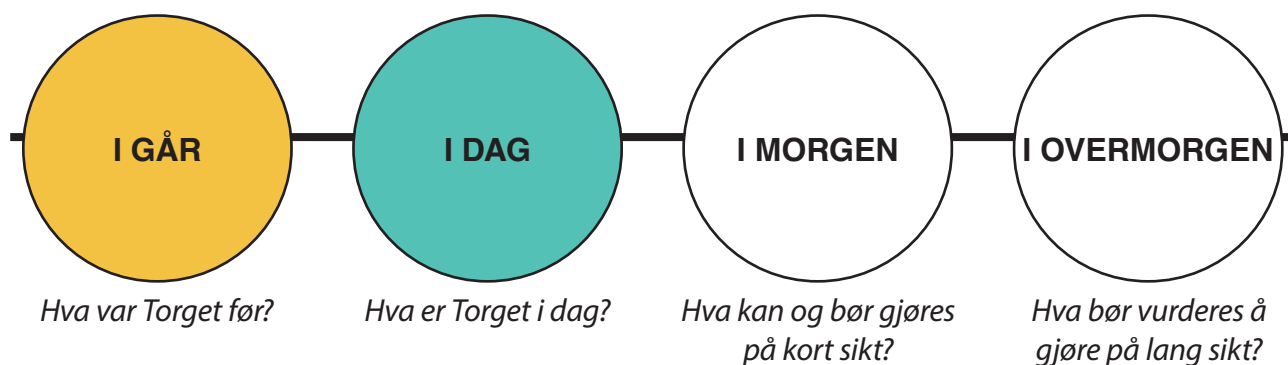 I GÅR
I DAG
I MORGEN
I OVERMORGEN
Hva var Torget før?
Hva er Torget i dag?
Hva kan og bør gjøres
på kort sikt?
Hva bør vurderes å
gjøre på lang sikt?